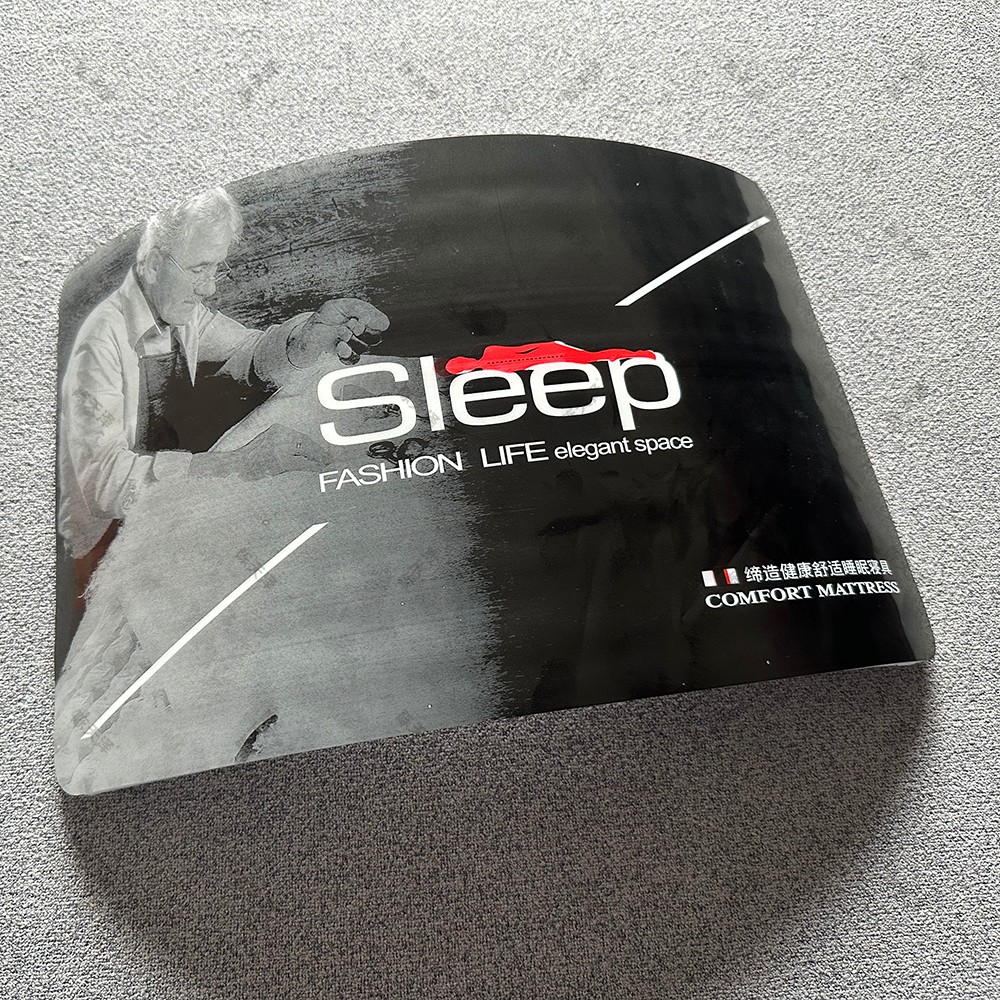 Sleep
FASHION LIFE elegant space
缔造健康舒适睡眠寝具
COMFORT MATTRESS